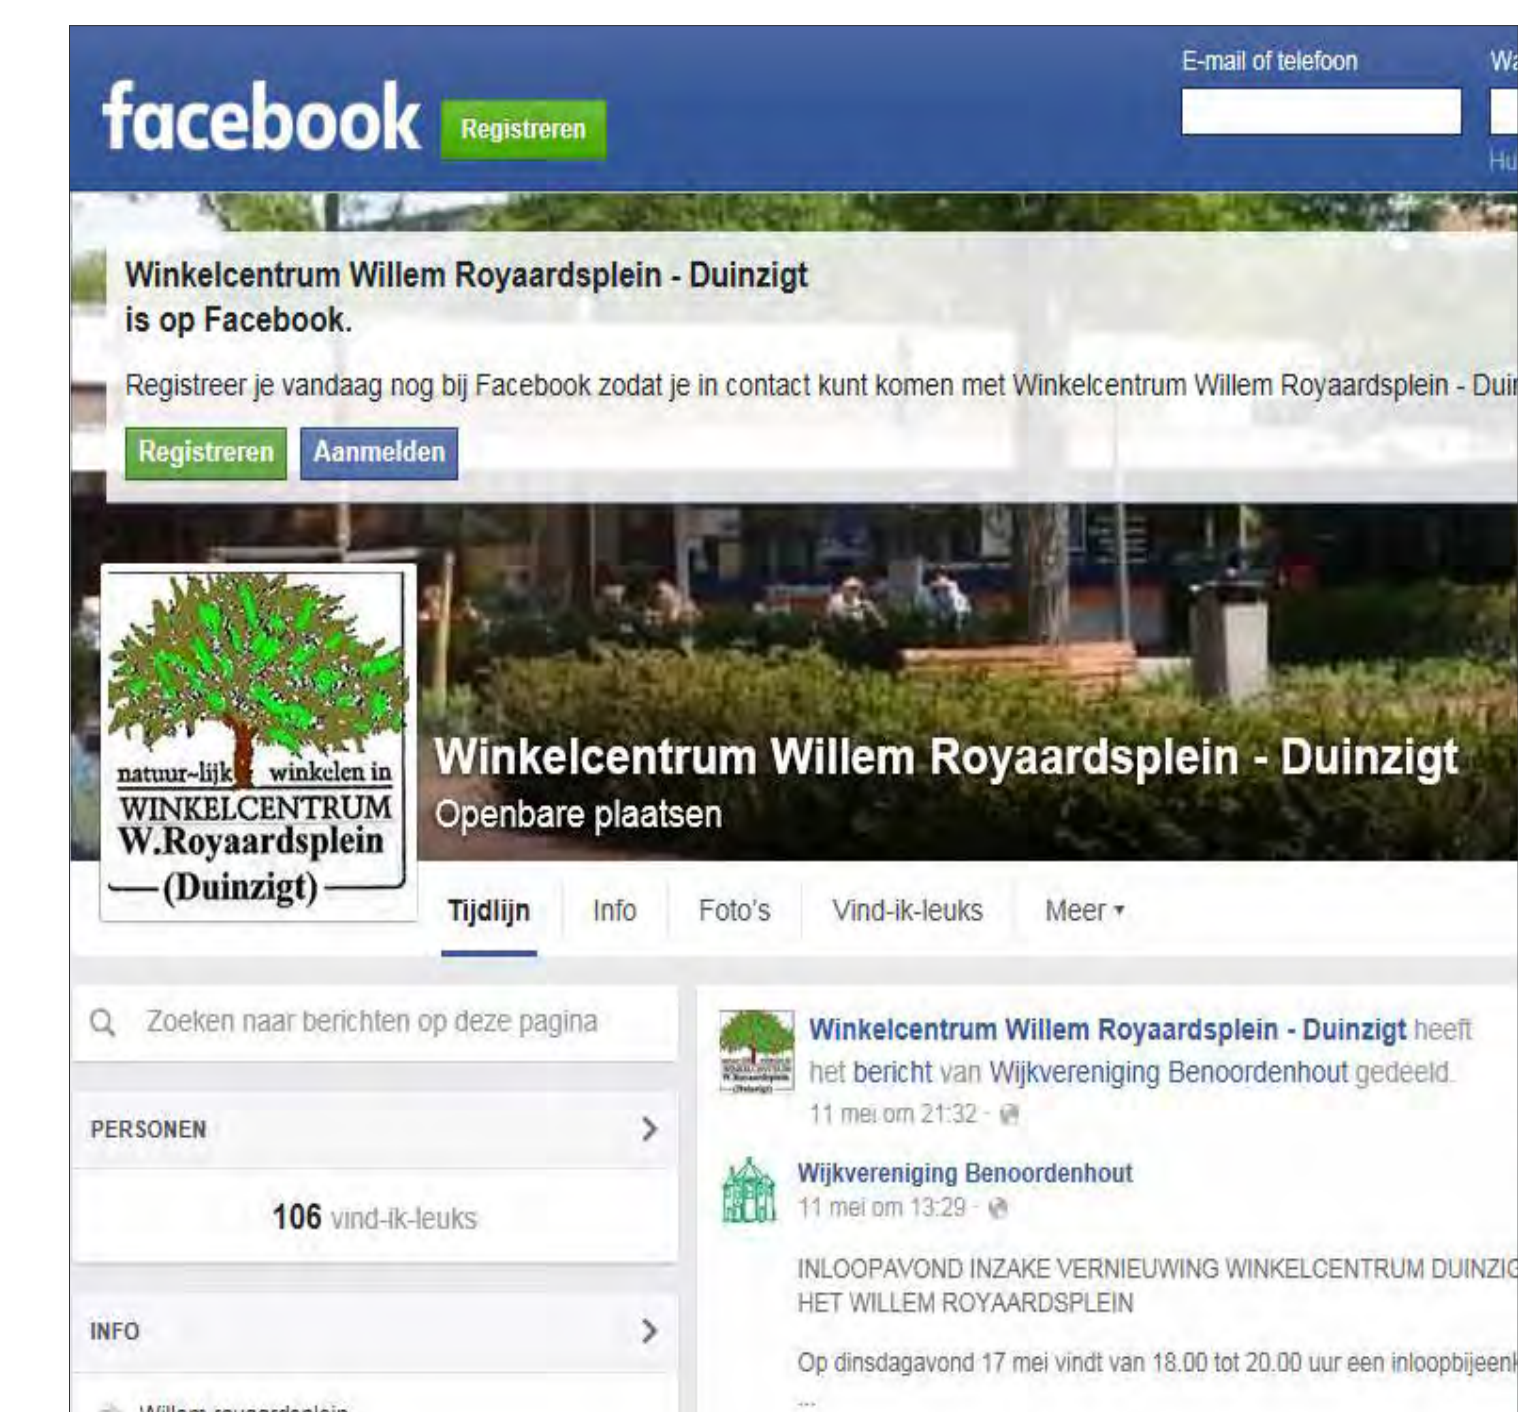 facebook
Registreren
E-mail of telefoon
Winkelcentrum Willem Royaardsplein - Duinzigt
is op Facebook.
Registreer je vandaag nog bij Facebook zodat je in contact kunt komen met Winkelcentrum Willem Royaardsplein -
Registreren
Aanmelden
natuur~lijk winkelen in
WINKELCENTRUM
W.Royaardsplein
(Duinzigt)
Winkelcentrum Willem Royaardsplein - Duinzigt
Openbare plaatsen
Tijdlijn
Info
Foto's
Vind-ik-leuks
Meer
Zoeken naar berichten op deze pagina
PERSONEN
106 vind-ik-leuks
INFO
Winkelcentrum Willem Royaardsplein - Duinzigt heeft
het bericht van Wijkvereniging Benoordenhout gedeeld.
11 mei om 21:32 ·
Wijkvereniging Benoordenhout
11 mei om 13:29 ·
INLOOPAVOND INZAKE VERNIEUWING WINKELCENTRUM
HET WILLEM ROYAARDSPLEIN
Op dinsdagavond 17 mei vindt van 18.00 tot 20.00 uur een
...